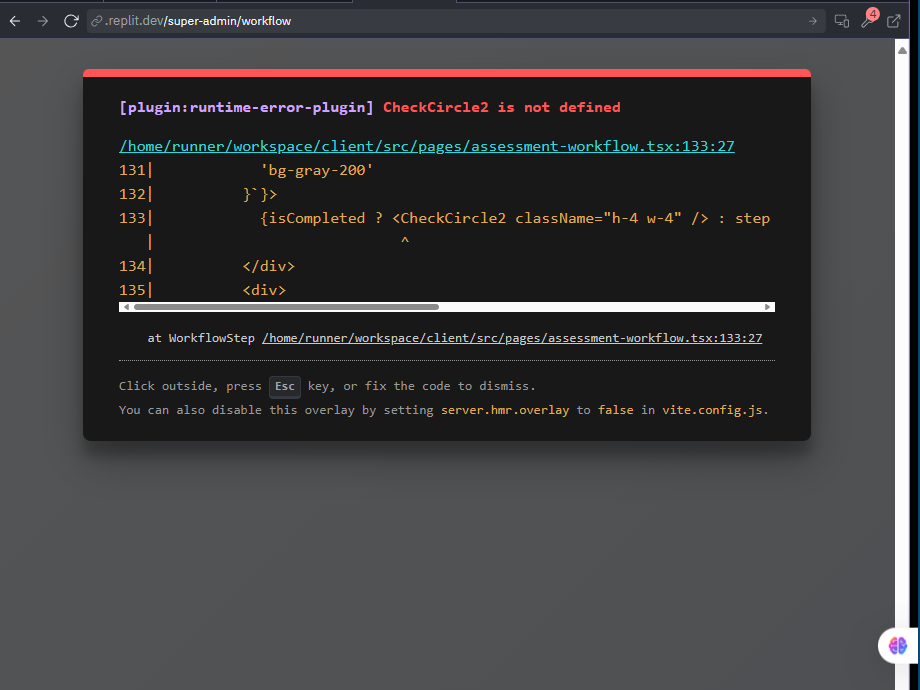 .replit.dev/super-admin/workflow
4
[plugin:runtime-error-plugin] CheckCircle2 is not defined
/home/runner/workspace/client/src/pages/assessment-workflow.tsx:133:27
131|             'bg-gray-200'
132|           }`}>
133|             {isCompleted ? <CheckCircle2 className="h-4 w-4" /> : step
   |                             ^
134|           </div>
135|           <div>
at WorkflowStep /home/runner/workspace/client/src/pages/assessment-workflow.tsx:133:27
Click outside, press Esc key, or fix the code to dismiss.
You can also disable this overlay by setting server.hmr.overlay to false in vite.config.js.